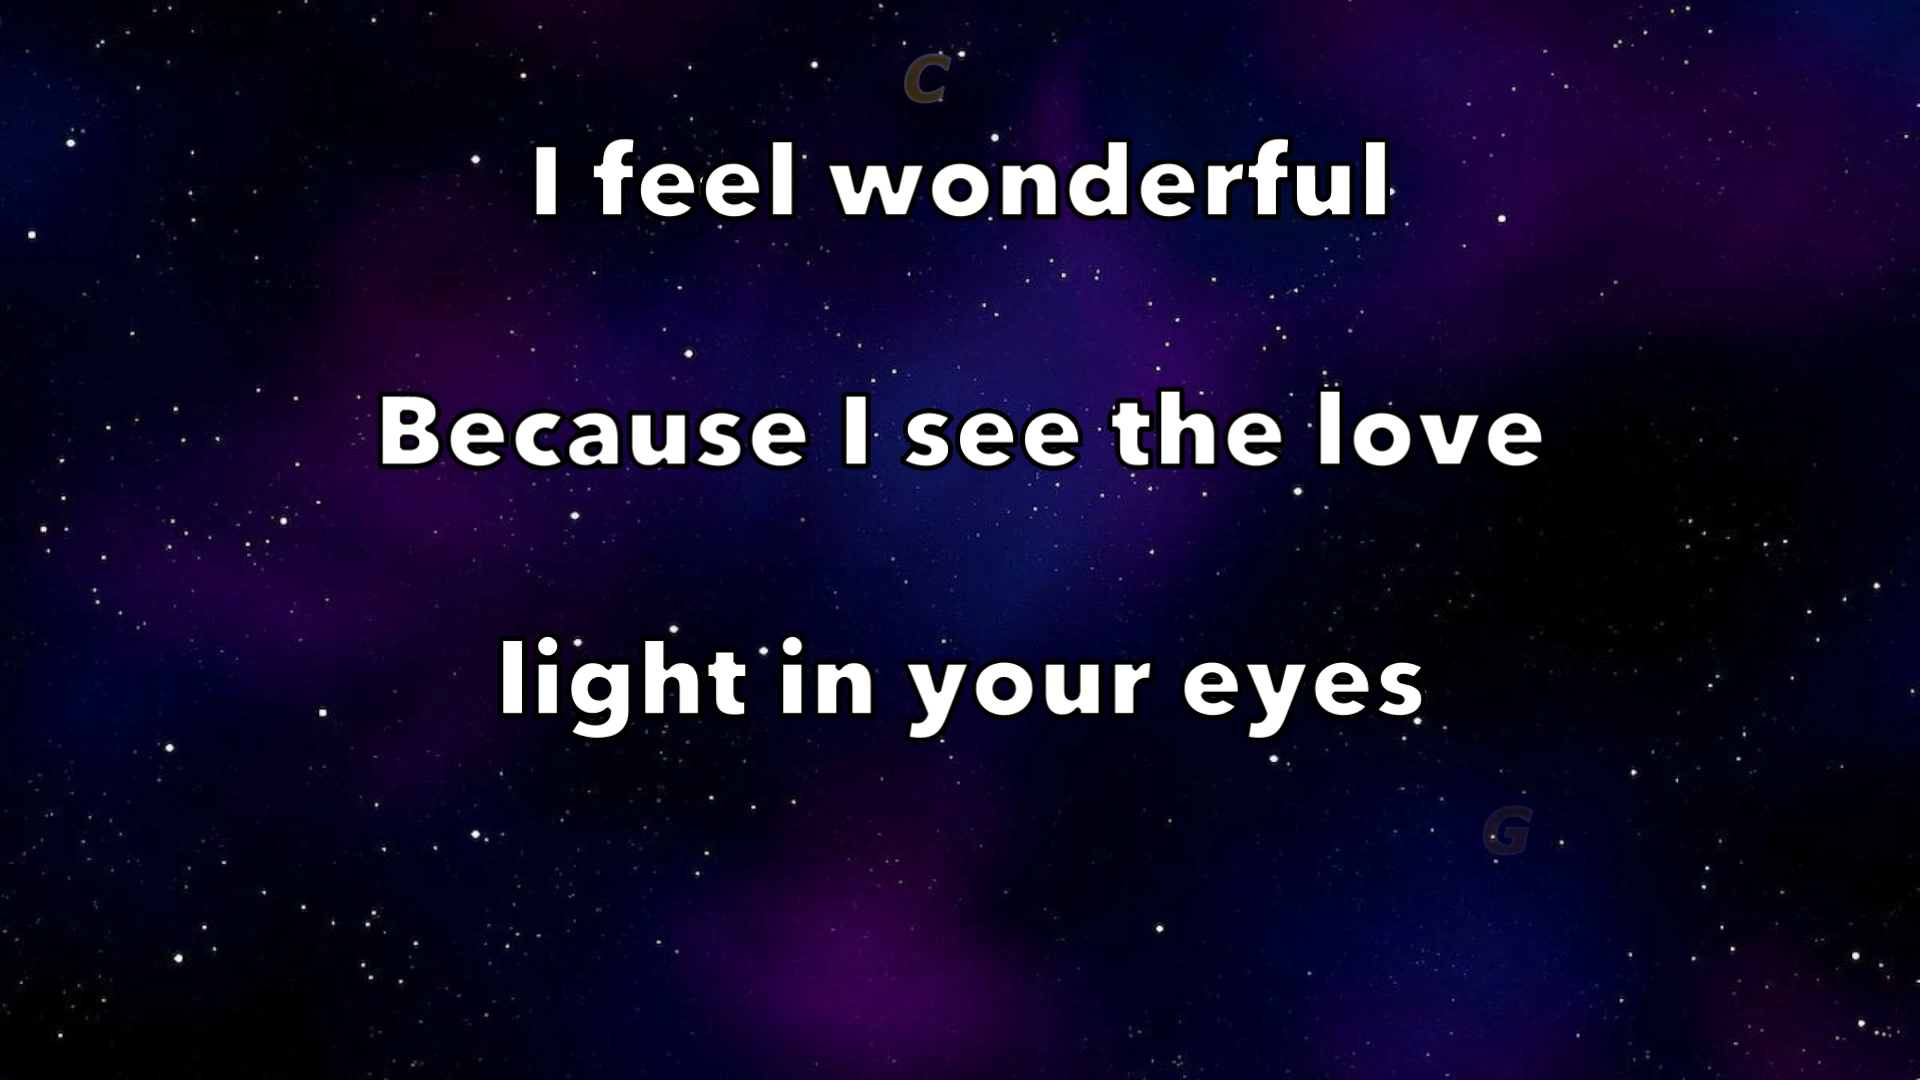 C
I feel wonderful
Because I see the love
light in your eyes
G